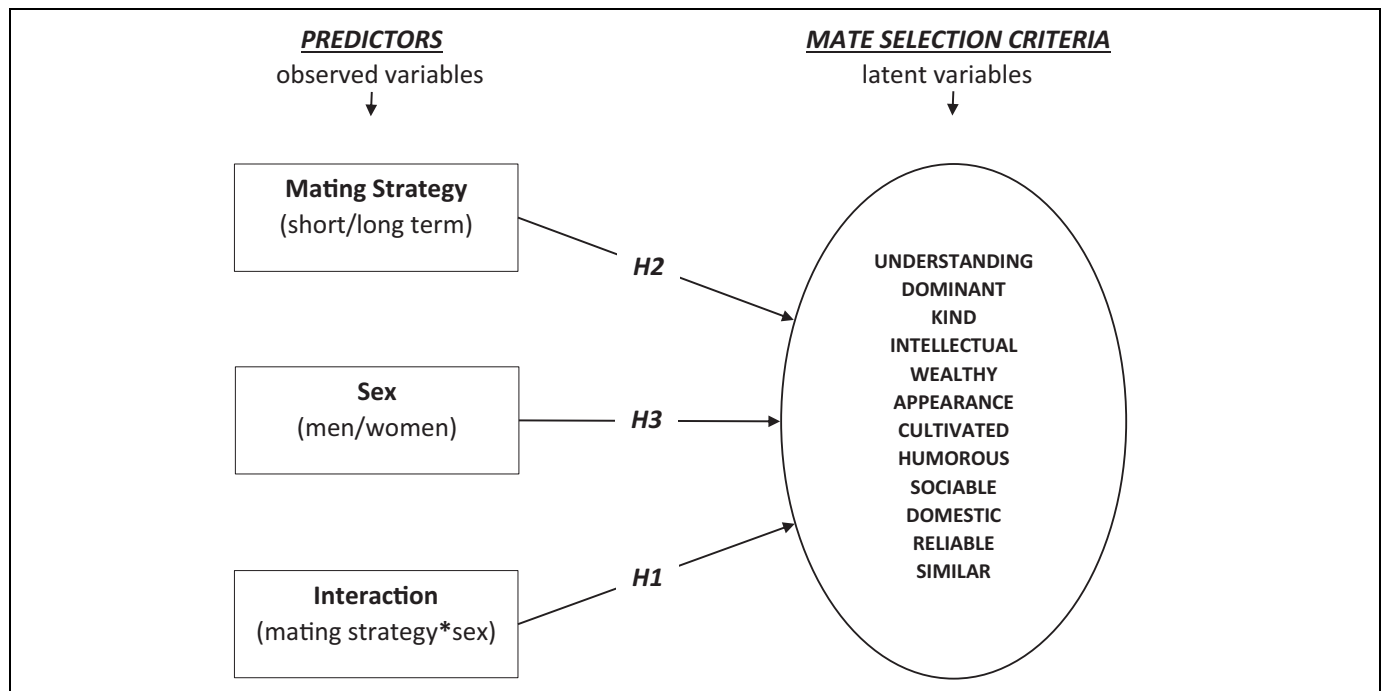 PREDICTORS
observed variables
MATE SELECTION CRITERIA
latent variables
Mating Strategy
(short/long term)
H2
Sex
(men/women)
H3
Interaction
(mating strategy*sex)
H1
UNDERSTANDING
DOMINANT
KIND
INTELLECTUAL
WEALTHY
APPEARANCE
CULTIVATED
HUMOROUS
SOCIABLE
DOMESTIC
RELIABLE
SIMILAR